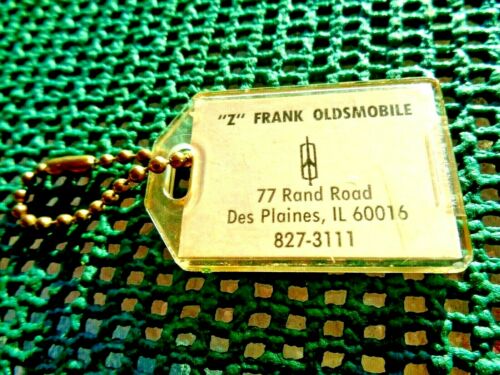 "Z" FRANK OLDSMOBILE
77 Rand Road
Des Plaines, IL 60016
827-3111